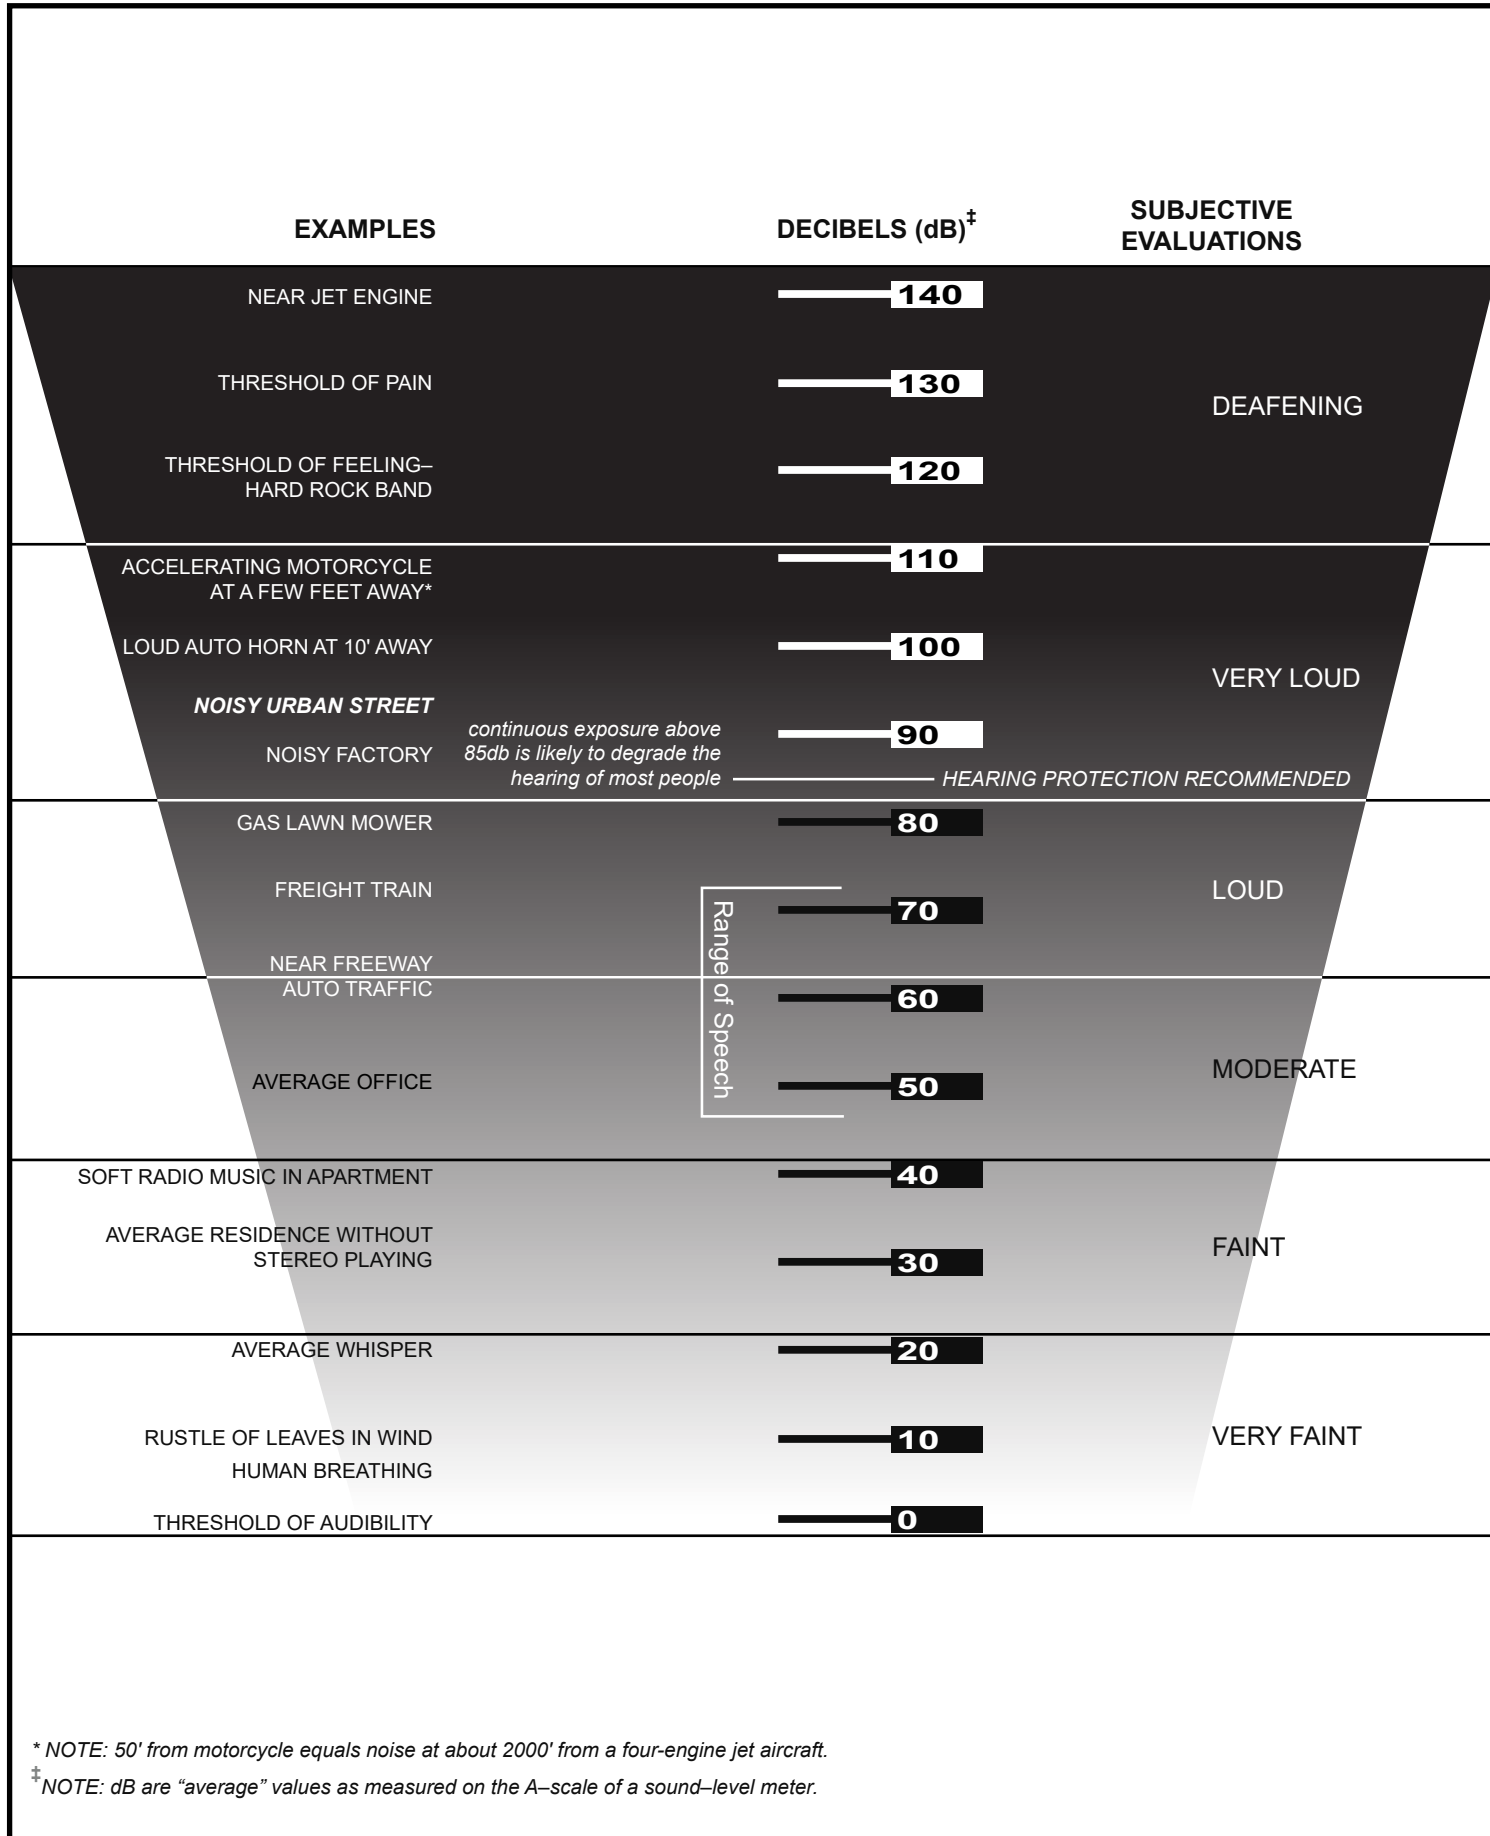 EXAMPLES
DECIBELS (dB)‡
SUBJECTIVE
EVALUATIONS
NEAR JET ENGINE
140
THRESHOLD OF PAIN
130
DEAFENING
THRESHOLD OF FEELING–
HARD ROCK BAND
120
ACCELERATING MOTORCYCLE
AT A FEW FEET AWAY*
110
LOUD AUTO HORN AT 10' AWAY
100
VERY LOUD
NOISY URBAN STREET
NOISY FACTORY
continuous exposure above
85db is likely to degrade the
hearing of most people
90
HEARING PROTECTION RECOMMENDED
GAS LAWN MOWER
80
FREIGHT TRAIN
70
LOUD
Range of Speech
NEAR FREEWAY
AUTO TRAFFIC
60
AVERAGE OFFICE
50
MODERATE
SOFT RADIO MUSIC IN APARTMENT
40
AVERAGE RESIDENCE WITHOUT
STEREO PLAYING
30
FAINT
AVERAGE WHISPER
20
RUSTLE OF LEAVES IN WIND
10
VERY FAINT
HUMAN BREATHING
THRESHOLD OF AUDIBILITY
0
* NOTE: 50' from motorcycle equals noise at about 2000' from a four-engine jet aircraft.
‡NOTE: dB are “average” values as measured on the A–scale of a sound–level meter.